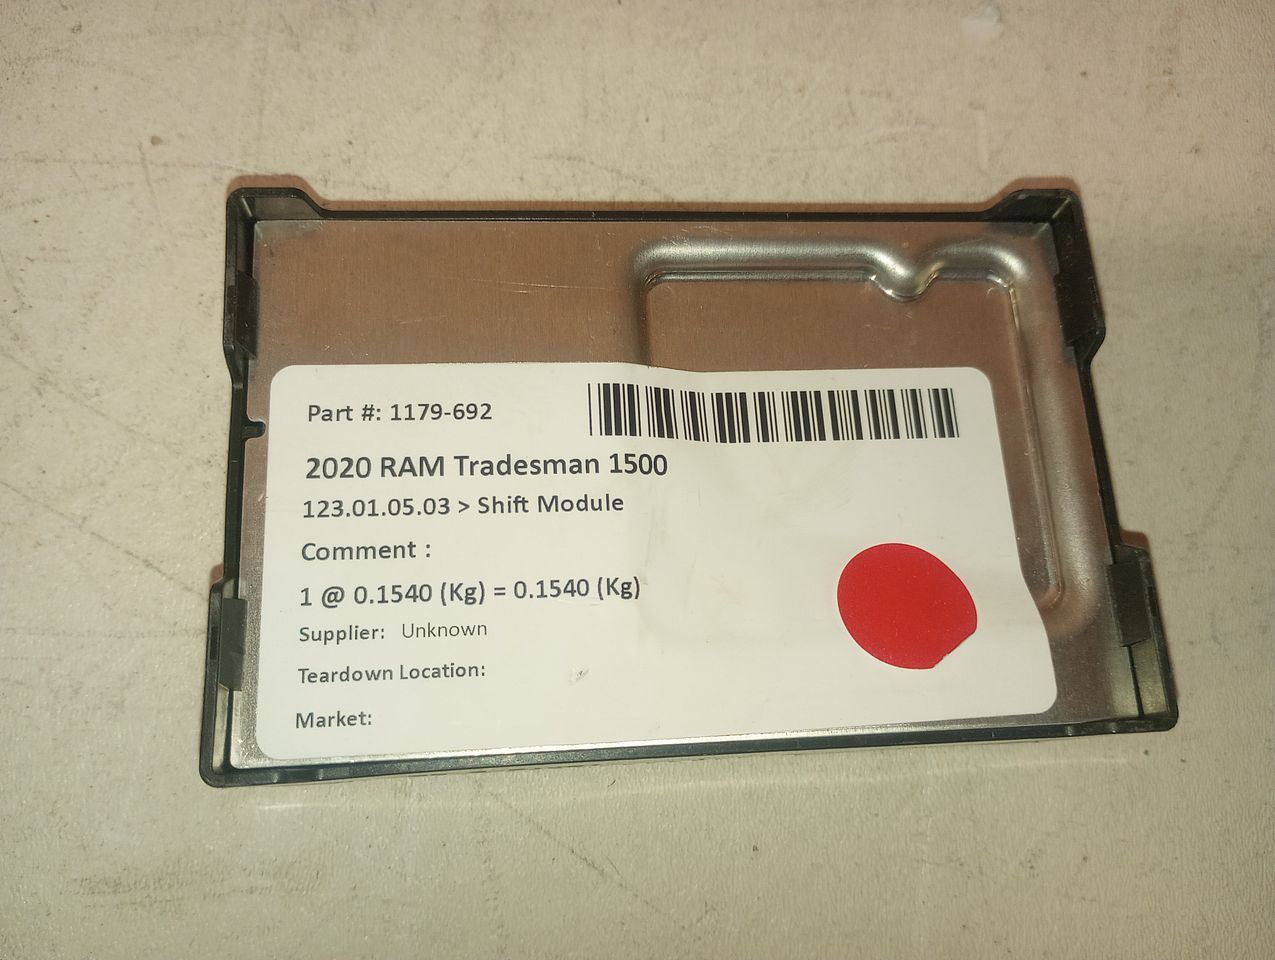 Part #: 1179-692
2020 RAM Tradesman 1500
123.01.05.03 > Shift Module
Comment :
1 @ 0.1540 (Kg) = 0.1540 (Kg)
Supplier: Unknown
Teardown Location:
Market: